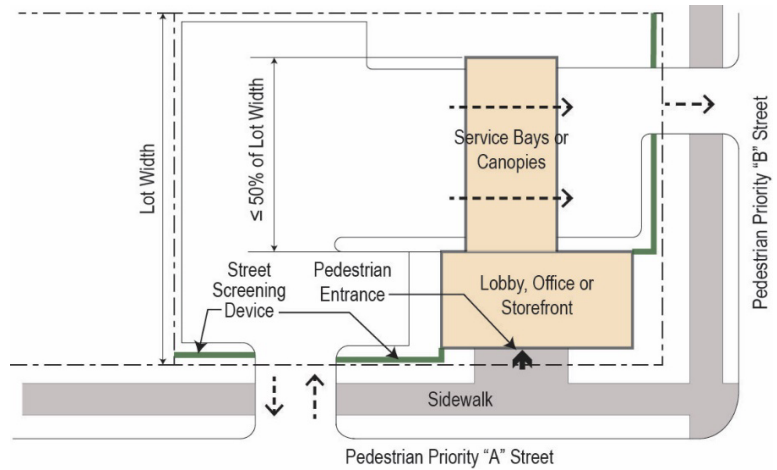 Lot Width
≤ 50% of Lot Width
Service Bays or
Canopies
Pedestrian Priority “B” Street
Street
Screening
Device
Pedestrian
Entrance
Lobby, Office or
Storefront
Sidewalk
Pedestrian Priority “A” Street